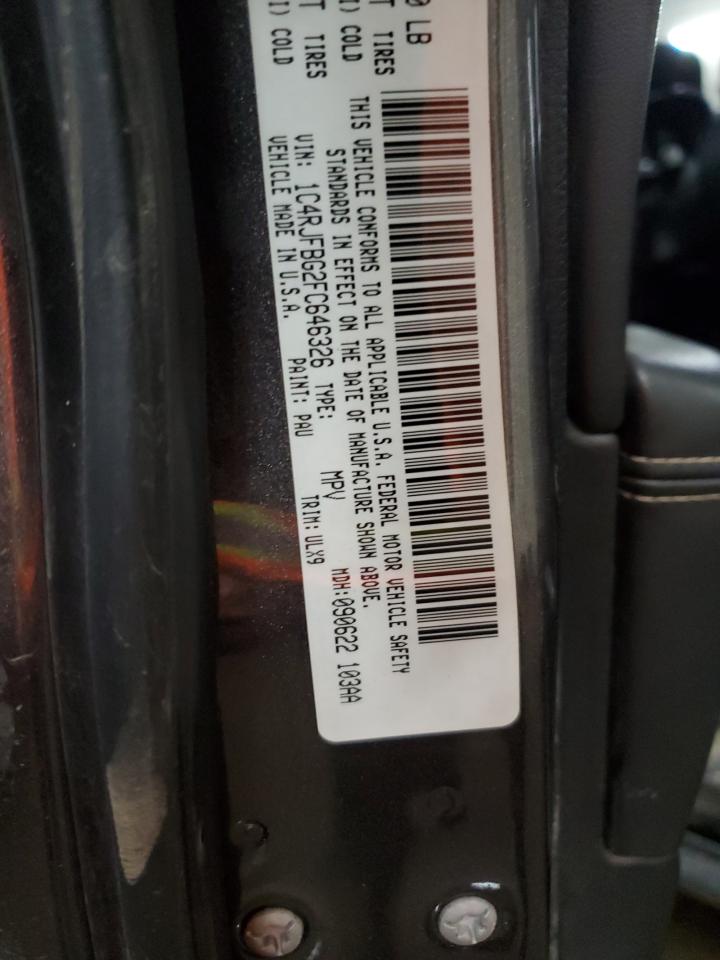 0 LB
T TIRES
I) COLD
T TIRES
I) COLD
THIS VEHICLE CONFORMS TO ALL APPLICABLE U.S.A. FEDERAL MOTOR VEHICLE SAFETY
STANDARDS IN EFFECT ON THE DATE OF MANUFACTURE SHOWN ABOVE.
VIN: 1C4RJFBG2FC646326 TYPE: MPV MDH:090622 103AA
VEHICLE MADE IN U.S.A. PAINT: PAU TRIM: ULX9